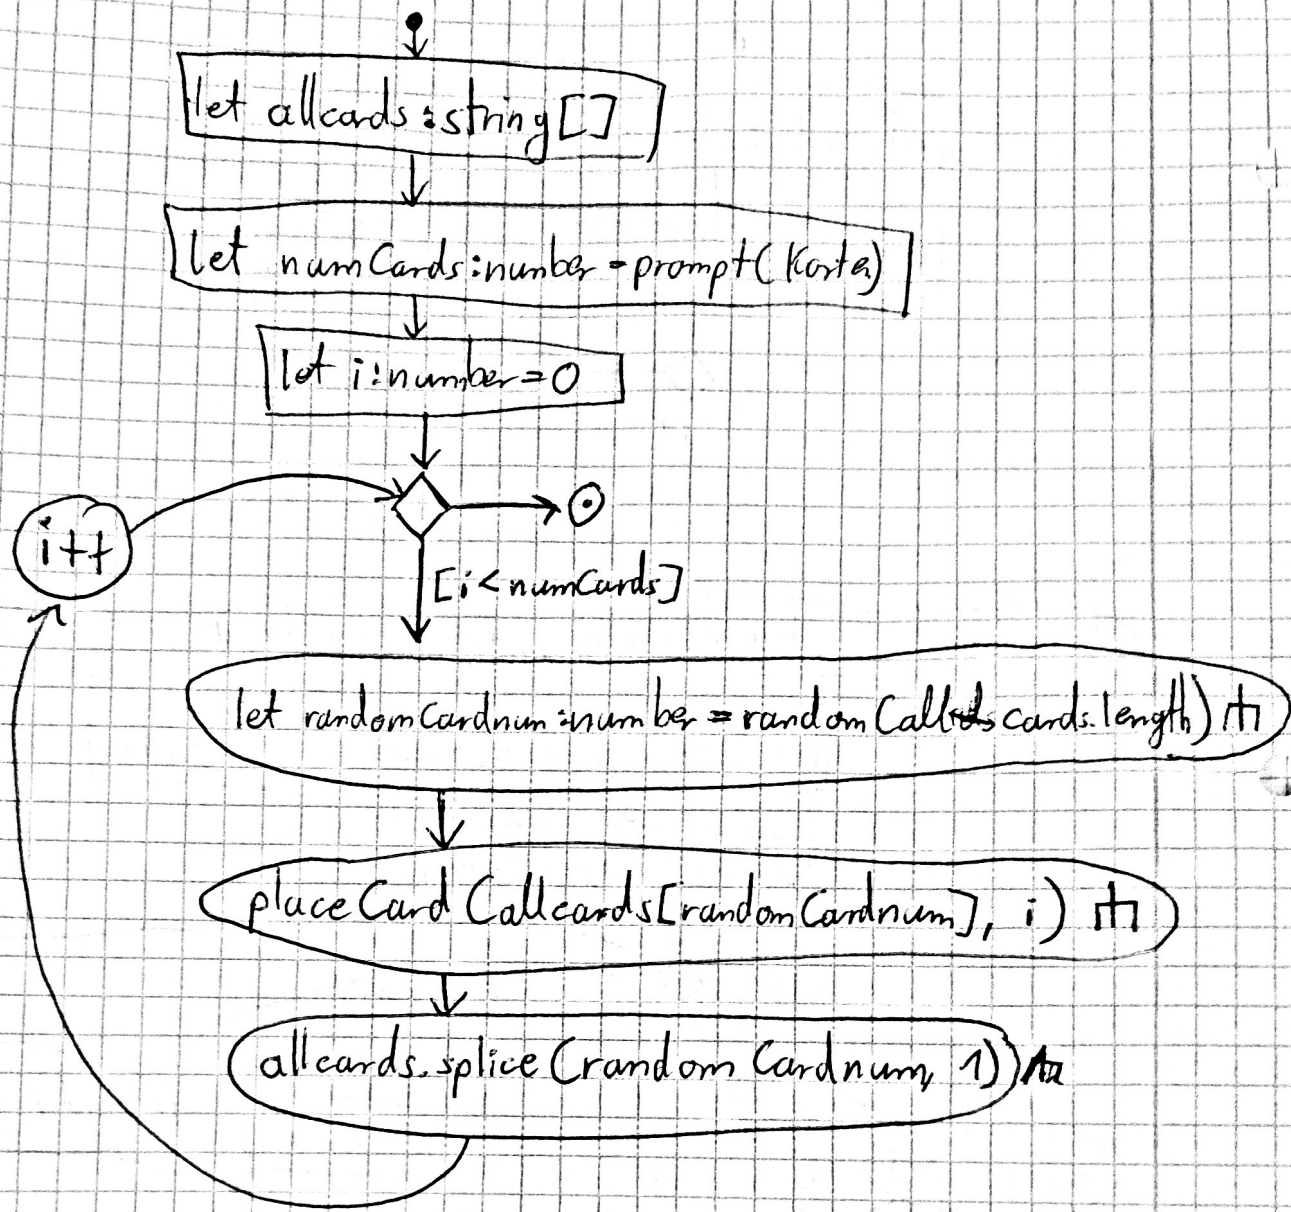 let allcards:string[]
let numCards:number=prompt(Karten)
let i:number=0
i++
[i<numCards]
let randomCardnum:number=random(allcards.length)
placeCard(allcards[randomCardnum], i)
allcards.splice(randomCardnum, 1)